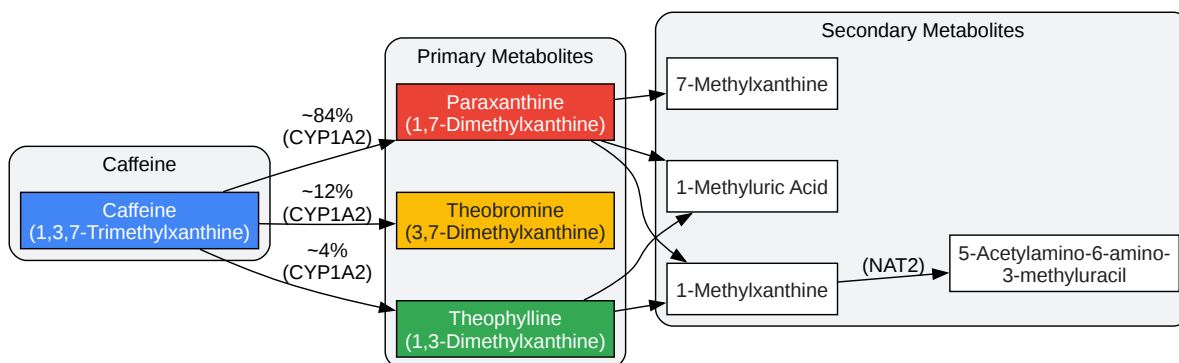 Caffeine
Caffeine
(1,3,7-Trimethylxanthine)
~84%
(CYP1A2)
~12%
(CYP1A2)
~4%
(CYP1A2)
Primary Metabolites
Paraxanthine
(1,7-Dimethylxanthine)
Theobromine
(3,7-Dimethylxanthine)
Theophylline
(1,3-Dimethylxanthine)
Secondary Metabolites
7-Methylxanthine
1-Methyluric Acid
1-Methylxanthine
(NAT2)
5-Acetylamino-6-amino-
3-methyluracil